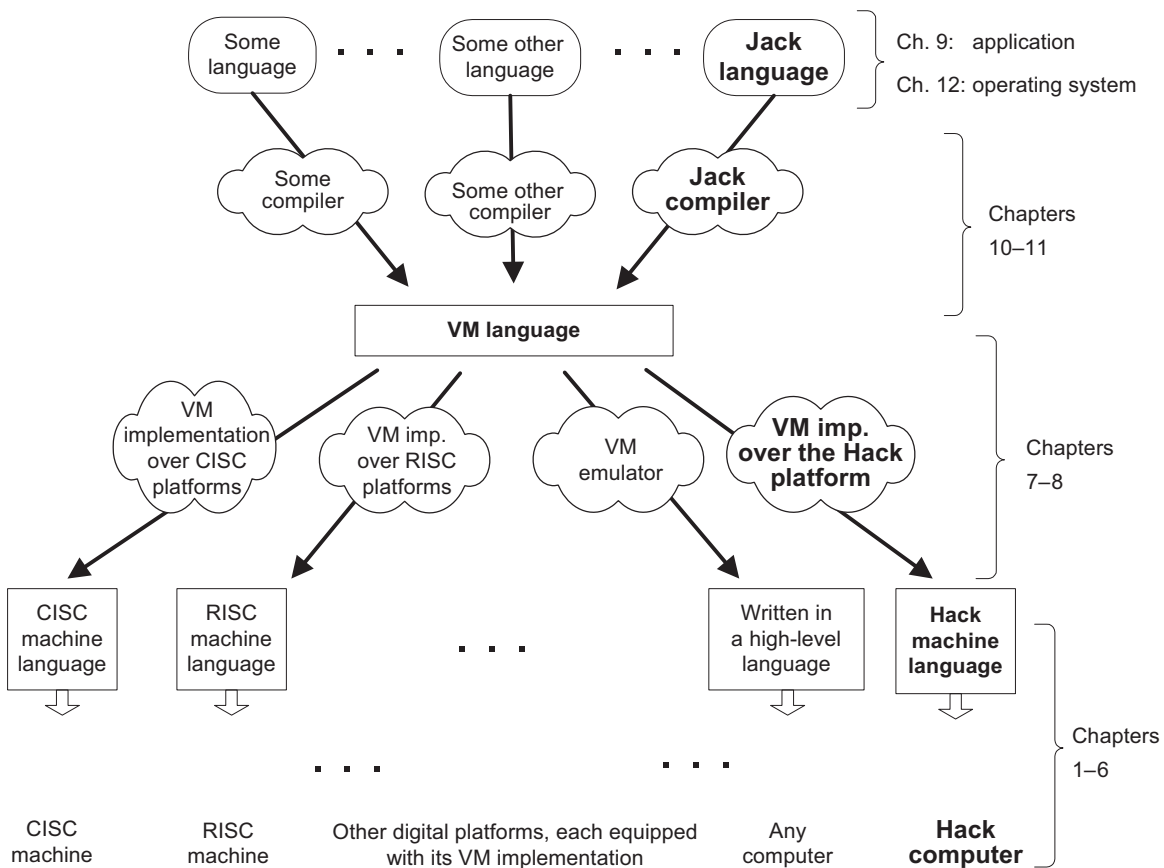 Some
language
. . . .
Some other
language
. . . .
Jack
language
Ch. 9: application
Ch. 12: operating system
Some
compiler
Some other
compiler
Jack
compiler
Chapters
10–11
VM language
VM
implementation
over CISC
platforms
VM imp.
over RISC
platforms
VM
emulator
VM imp.
over the Hack
platform
Chapters
7–8
CISC
machine
language
RISC
machine
language
. . .
Written in
a high-level
language
Hack
machine
language
. . .
. . .
Chapters
1–6
CISC
machine
RISC
machine
Other digital platforms, each equipped
with its VM implementation
Any
computer
Hack
computer